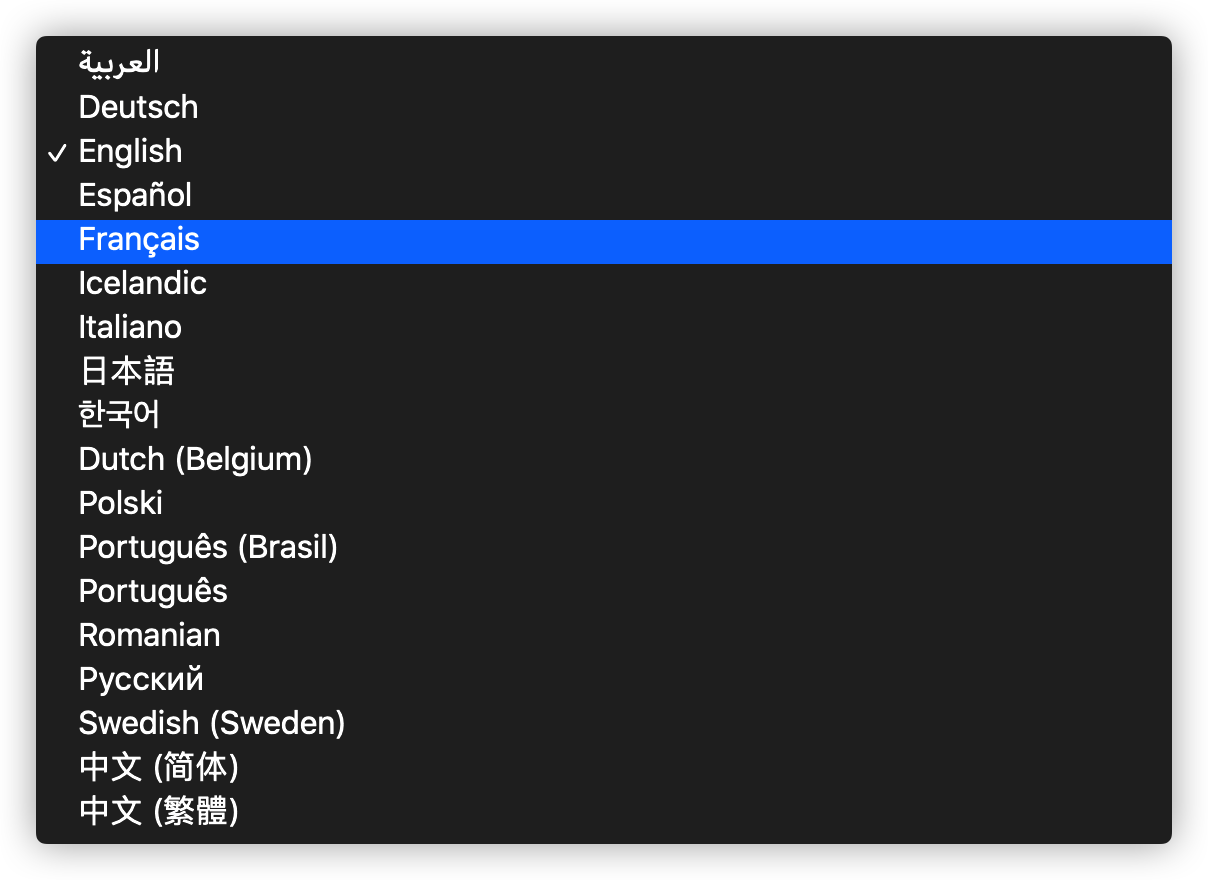 العربية
Deutsch
✓ English
Español
Français
Icelandic
Italiano
日本語
한국어
Dutch (Belgium)
Polski
Português (Brasil)
Português
Romanian
Русский
Swedish (Sweden)
中文 (简体)
中文 (繁體)